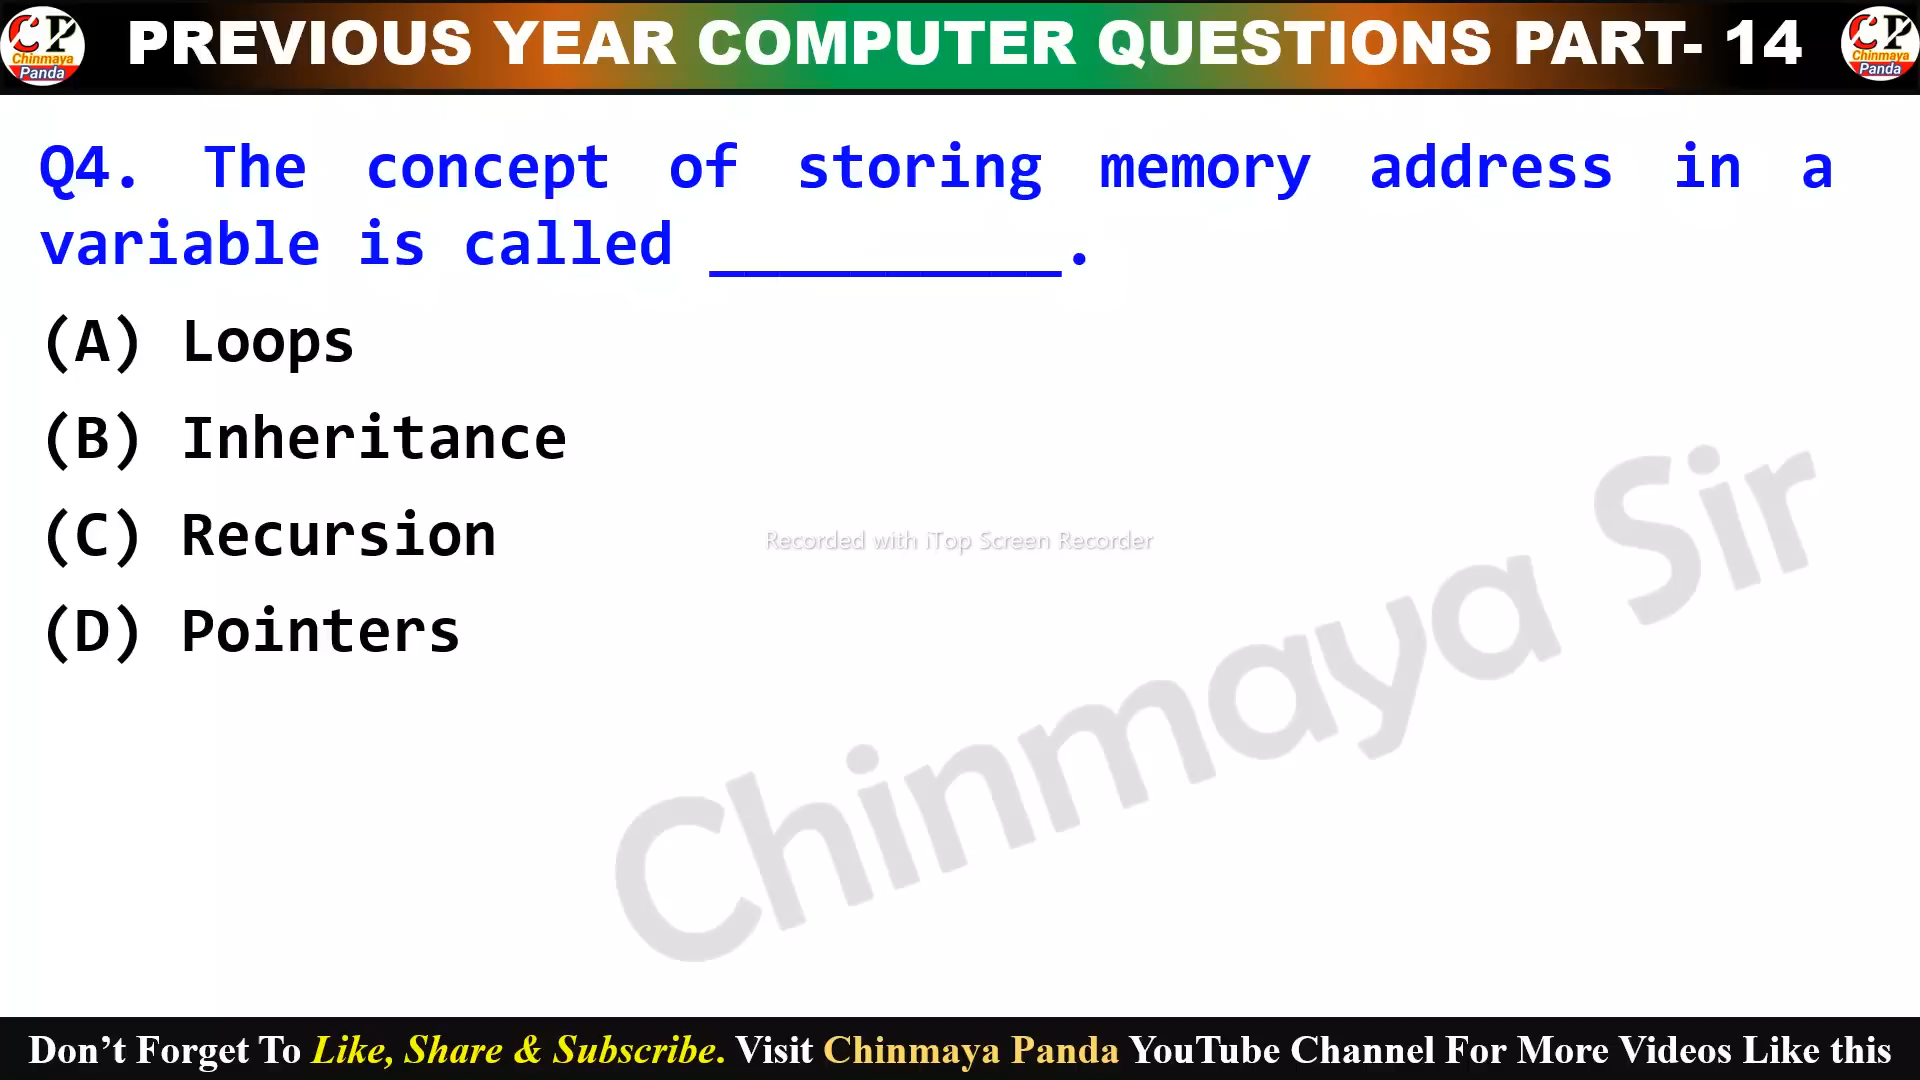 CP
Chinmaya
Panda
PREVIOUS YEAR COMPUTER QUESTIONS PART- 14
CP
Chinmaya
Panda
Q4. The concept of storing memory address in a
variable is called __________.
(A) Loops
(B) Inheritance
(C) Recursion
(D) Pointers
Recorded with iTop Screen Recorder
Chinmaya Sir
Don’t Forget To Like, Share & Subscribe. Visit Chinmaya Panda YouTube Channel For More Videos Like this